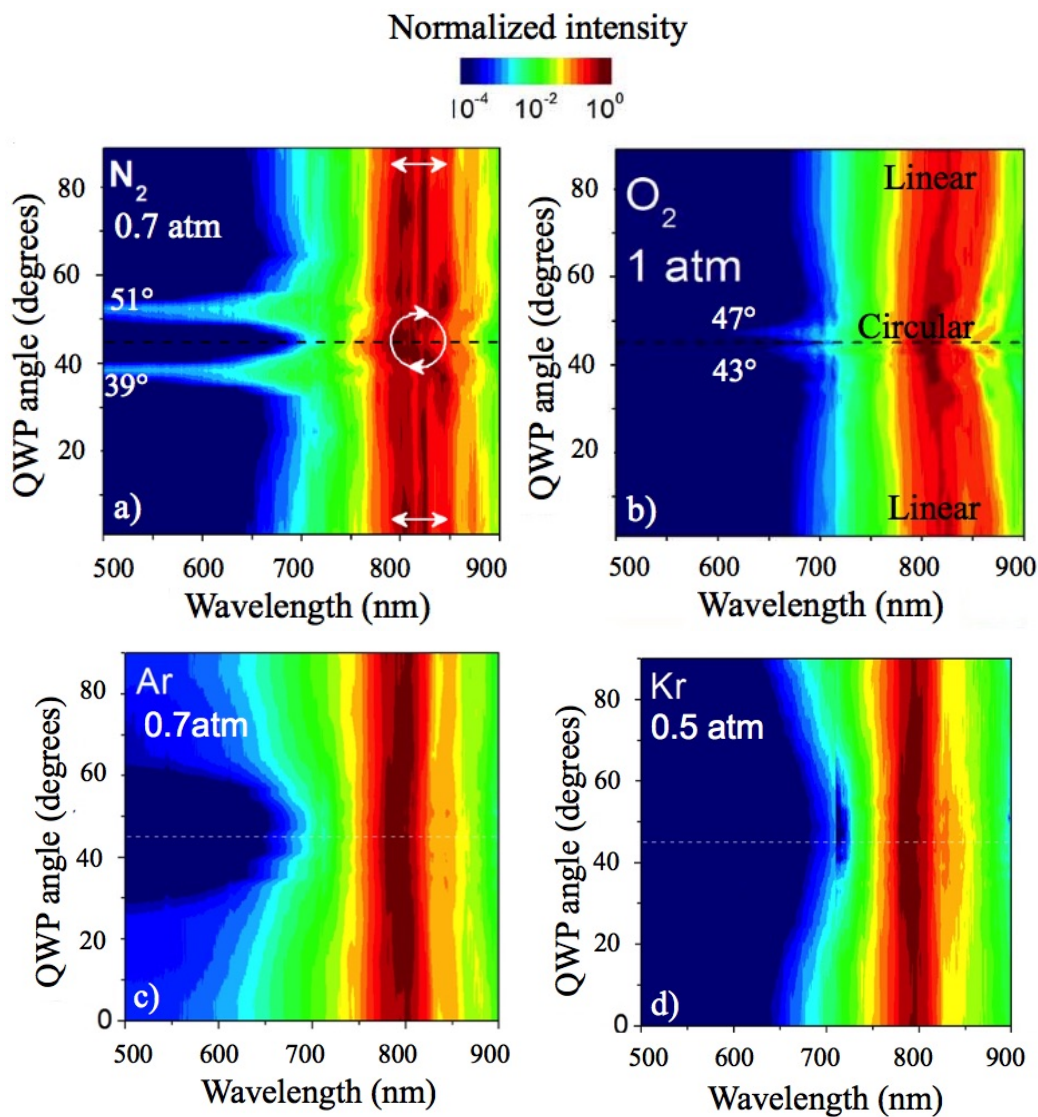 Normalized intensity
10⁻⁴ 10⁻² 10⁰
N₂
0.7 atm
51°
39°
a)
QWP angle (degrees)
80
60
40
20
500 600 700 800 900
Wavelength (nm)
O₂
1 atm
Linear
47°
Circular
43°
Linear
b)
QWP angle (degrees)
80
60
40
20
500 600 700 800 900
Wavelength (nm)
Ar
0.7atm
c)
QWP angle (degrees)
80
60
40
20
0
500 600 700 800 900
Wavelength (nm)
Kr
0.5 atm
d)
QWP angle (degrees)
80
60
40
20
0
500 600 700 800 900
Wavelength (nm)